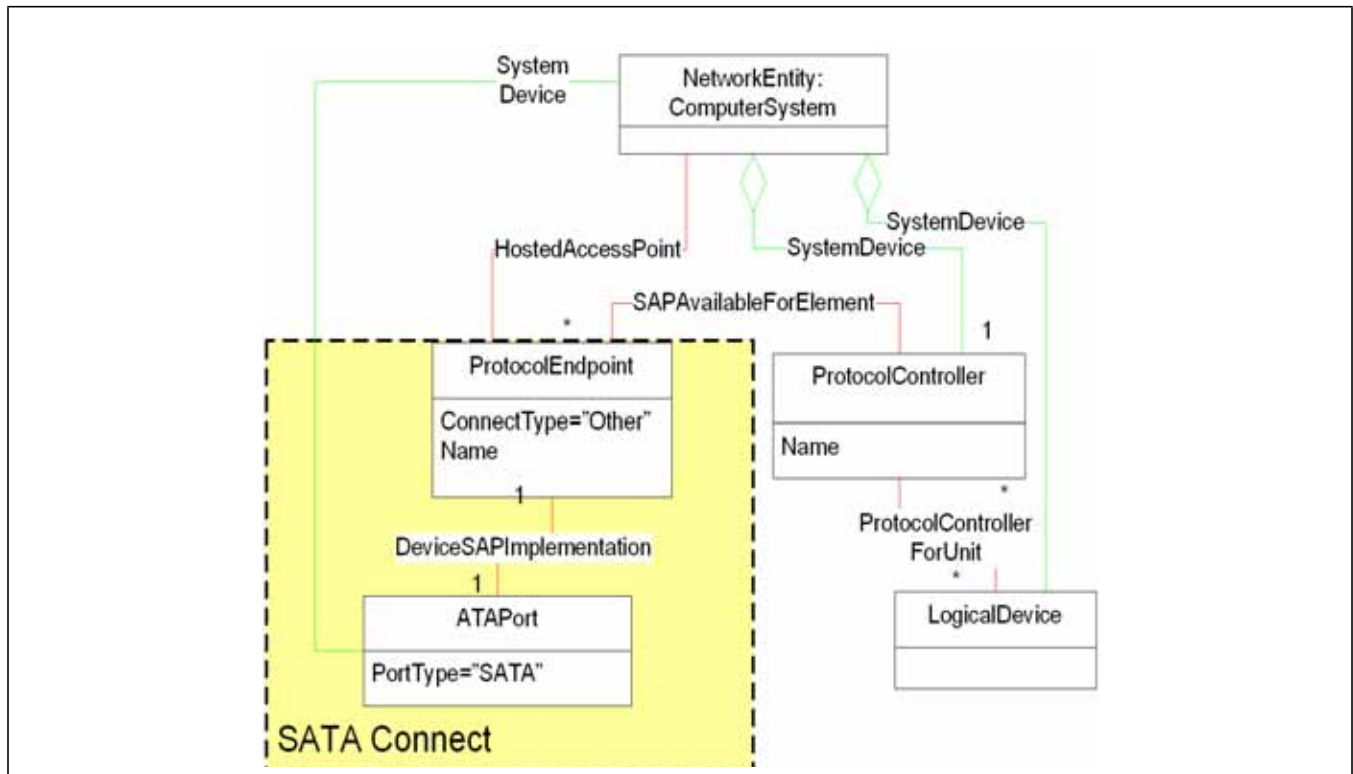 System
Device
NetworkEntity:
ComputerSystem
SystemDevice
HostedAccessPoint
SystemDevice
SAPAvailableForElement
*
1
ProtocolEndpoint
ProtocolController
ConnectType="Other"
Name
Name
1
*
DeviceSAPImplementation
ProtocolController
ForUnit
1
*
ATAPort
LogicalDevice
PortType="SATA"
SATA Connect